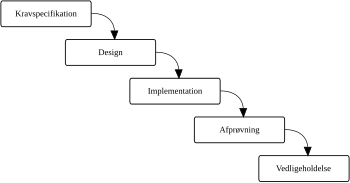 Kravspecifikation
Design
Implementation
Afprøvning
Vedligeholdelse